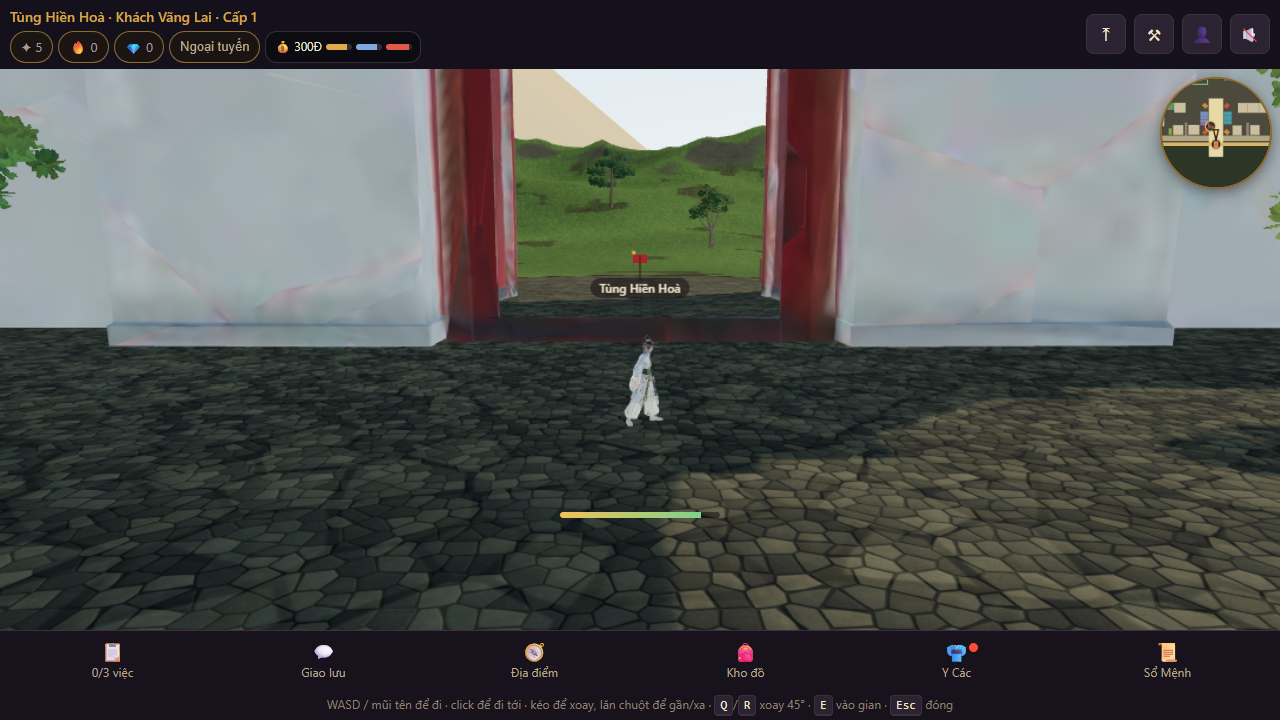 Tùng Hiền Hoà · Khách Vãng Lai · Cấp 1
5 0 0 Ngoại tuyến 300Đ
Tùng Hiền Hoà
0/3 việc Giao lưu Địa điểm Kho đồ Y Các Sổ Mệnh
WASD / mũi tên để đi · click để đi tới · kéo để xoay, lăn chuột để gần/xa · Q / R xoay 45° · E vào gian · Esc đóng